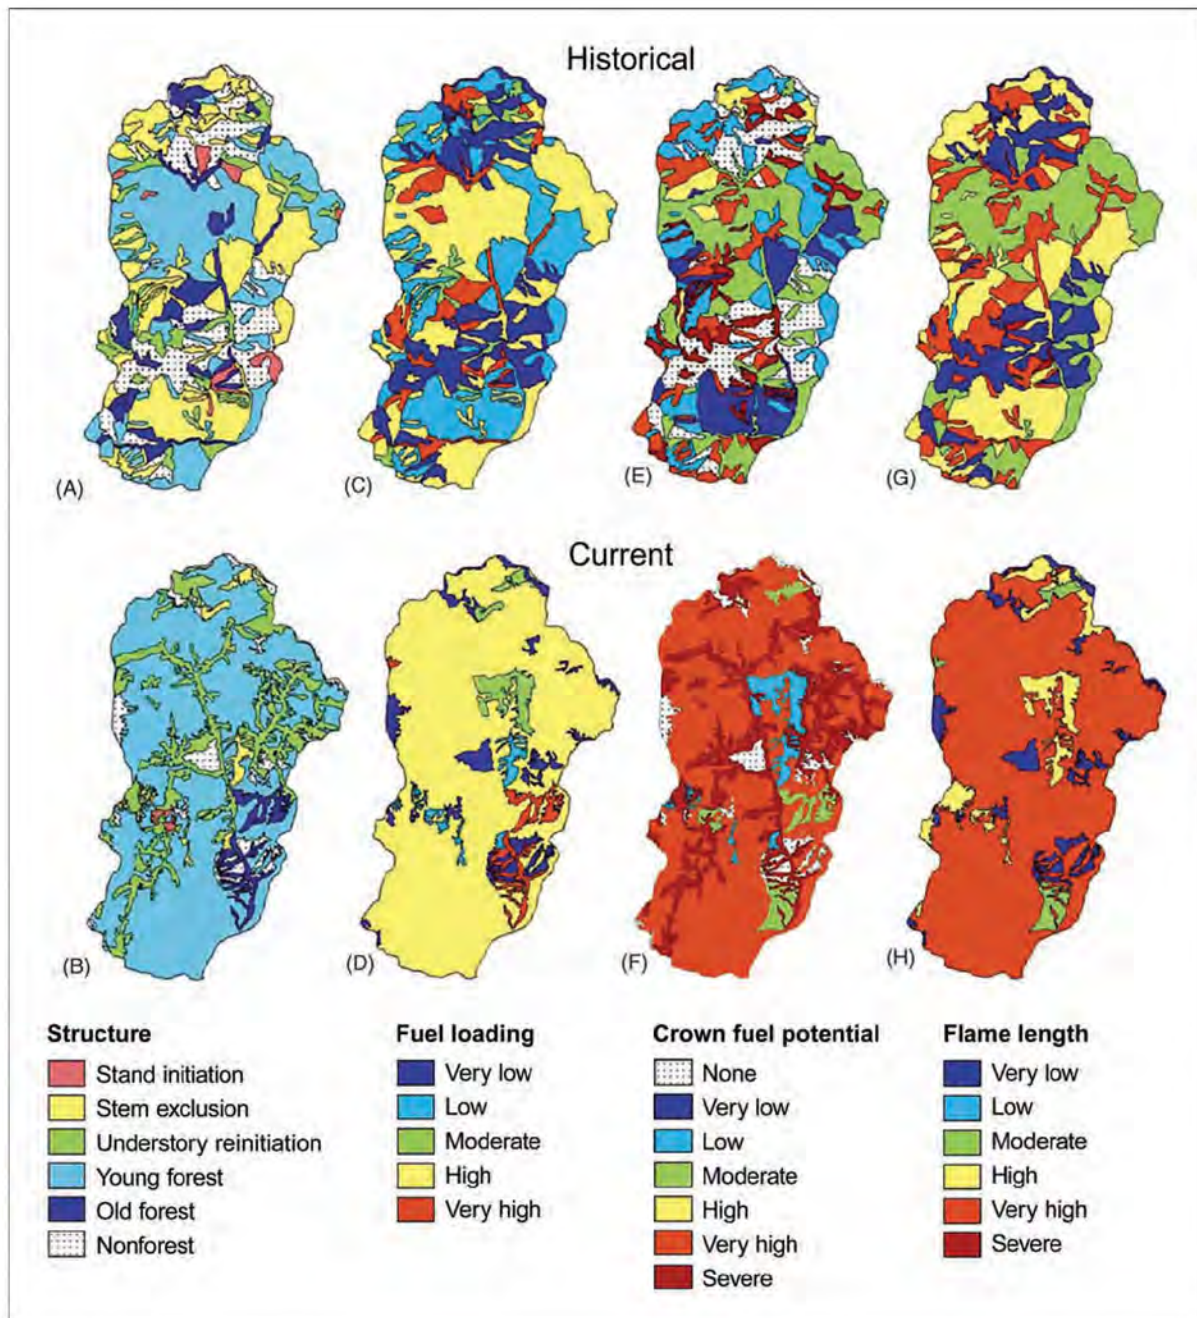 Historical
(A)
(C)
(E)
(G)
Current
(B)
(D)
(F)
(H)
Structure
Stand initiation
Stem exclusion
Understory reinitiation
Young forest
Old forest
Nonforest
Fuel loading
Very low
Low
Moderate
High
Very high
Crown fuel potential
None
Very low
Low
Moderate
High
Very high
Severe
Flame length
Very low
Low
Moderate
High
Very high
Severe